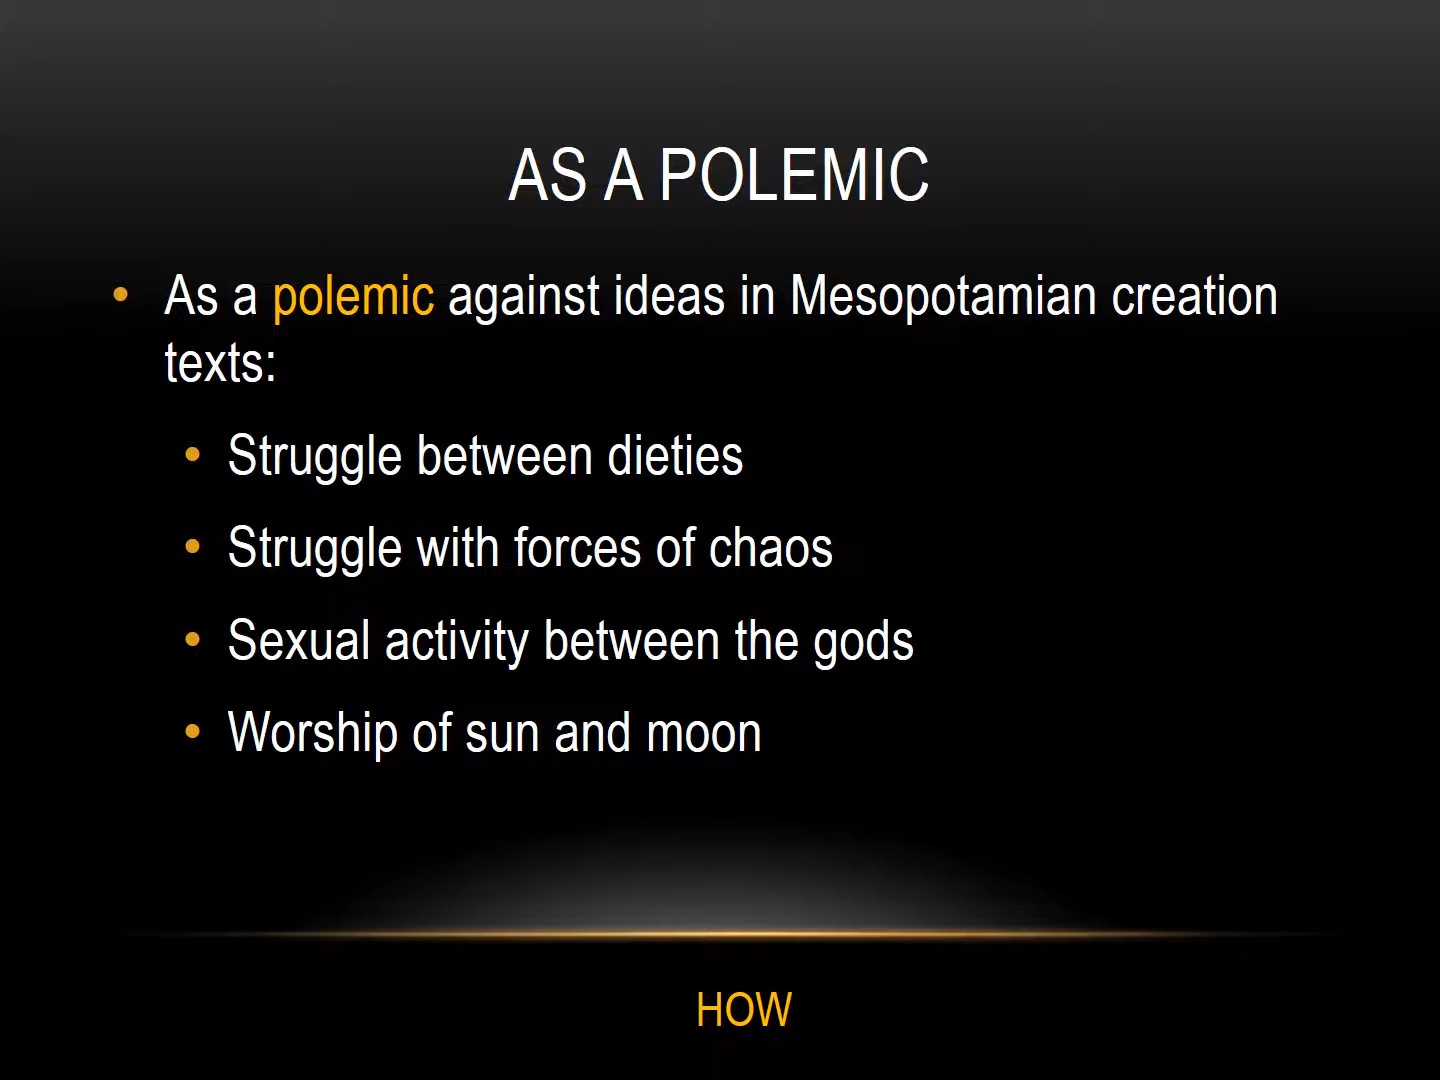 AS A POLEMIC
• As a polemic against ideas in Mesopotamian creation
texts:
• Struggle between dieties
• Struggle with forces of chaos
• Sexual activity between the gods
• Worship of sun and moon
HOW